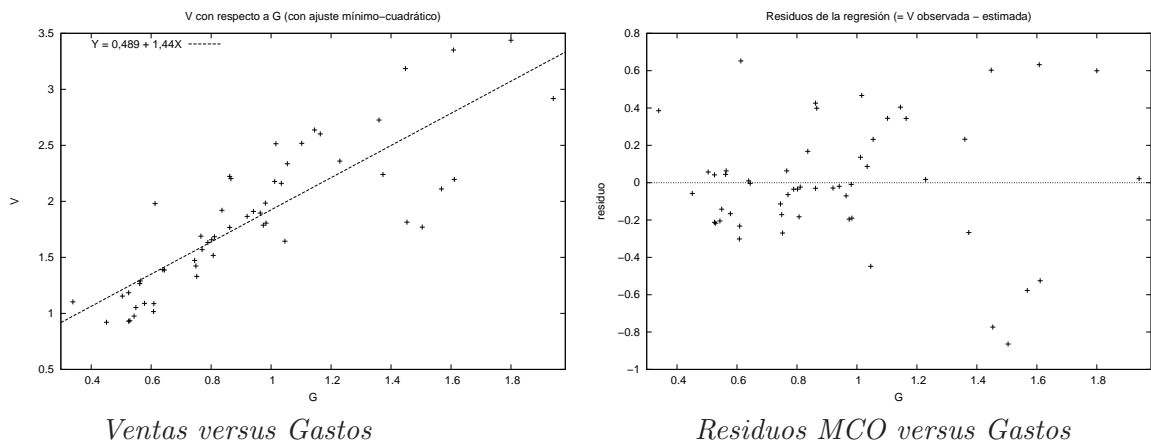 V con respecto a G (con ajuste mínimo−cuadrático)
Y = 0,489 + 1,44X
3.5
3
2.5
2
1.5
1
0.5
V
0.4 0.6 0.8 1 1.2 1.4 1.6 1.8
G
Ventas versus Gastos
Residuos de la regresión (= V observada − estimada)
0.8
0.6
0.4
0.2
0
−0.2
−0.4
−0.6
−0.8
−1
residuo
0.4 0.6 0.8 1 1.2 1.4 1.6 1.8
G
Residuos MCO versus Gastos